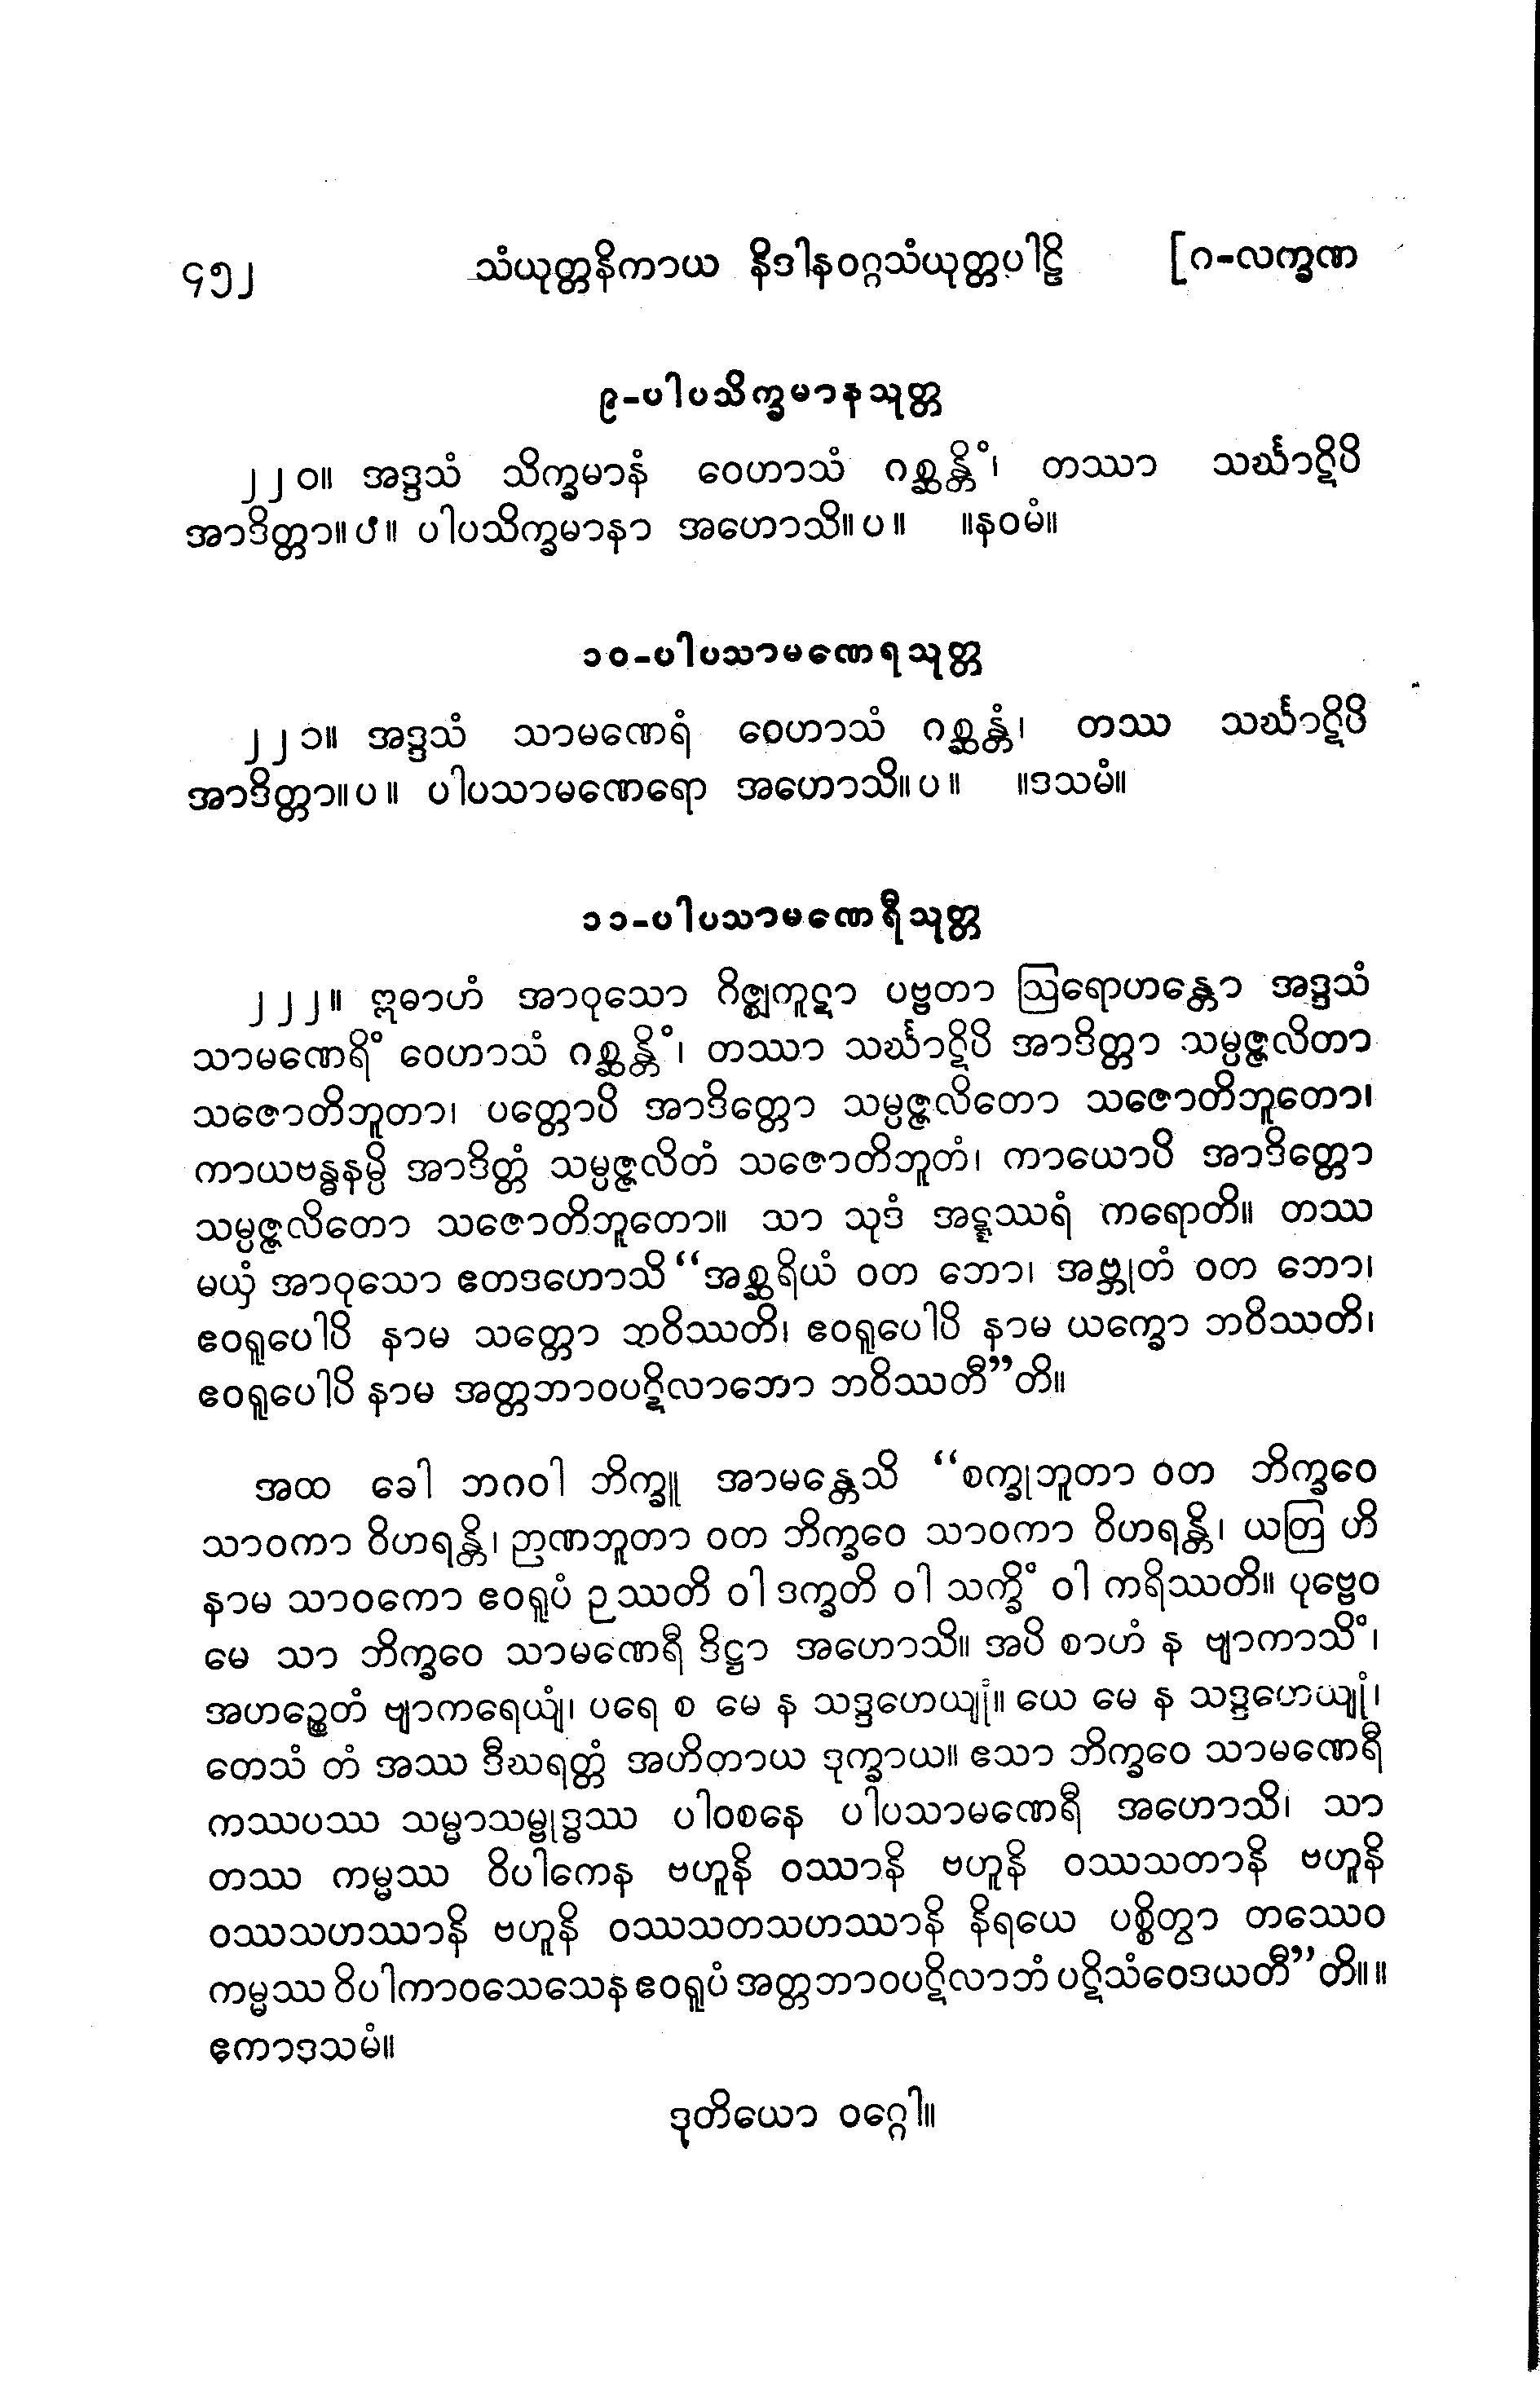 ၄၅၂ သံယုတ္တနိကာယ နိဒါနဝဂ္ဂသံယုတ္တပါဠိ [ဂ-လက္ခဏ
၉-ပါပသိက္ခမာနသုတ္တ
၂၂၀။ အဒ္ဒသံ သိက္ခမာနံ ဝေဟာသံ ဂစ္ဆန္တိံ၊ တဿာ သင်္ဃာဋိပိ
အာဒိတ္တာ။ပ။ ပါပသိက္ခမာနာ အဟောသိ။ပ။ ။နဝမံ။
၁၀-ပါပသာမဏေရသုတ္တ
၂၂၁။ အဒ္ဒသံ သာမဏေရံ ဝေဟာသံ ဂစ္ဆန္တံ၊ တဿ သင်္ဃာဋိပိ
အာဒိတ္တာ။ပ။ ပါပသာမဏေရော အဟောသိ။ပ။ ။ဒသမံ။
၁၁-ပါပသာမဏေရီသုတ္တ
၂၂၂။ ဣဓာဟံ အာဝုသော ဂိဇ္ဈကူဋာ ပဗ္ဗတာ ဩရောဟန္တော အဒ္ဒသံ
သာမဏေရိံ ဝေဟာသံ ဂစ္ဆန္တိံ၊ တဿာ သင်္ဃာဋိပိ အာဒိတ္တာ သမ္ပဇ္ဇလိတာ
သဇောတိဘူတာ၊ ပတ္တောပိ အာဒိတ္တော သမ္ပဇ္ဇလိတော သဇောတိဘူတော၊
ကာယဗန္ဓနမ္ပိ အာဒိတ္တံ သမ္ပဇ္ဇလိတံ သဇောတိဘူတံ၊ ကာယောပိ အာဒိတ္တော
သမ္ပဇ္ဇလိတော သဇောတိဘူတော။ သာ သုဒံ အဋ္ဋဿရံ ကရောတိ။ တဿ
မယှံ အာဝုသော ဧတဒဟောသိ “အစ္ဆရိယံ ဝတ ဘော၊ အဗ္ဘုတံ ဝတ ဘော၊
ဧဝရူပေါပိ နာမ သတ္တော ဘဝိဿတိ၊ ဧဝရူပေါပိ နာမ ယက္ခော ဘဝိဿတိ၊
ဧဝရူပေါပိ နာမ အတ္တဘာဝပဋိလာဘော ဘဝိဿတီ”တိ။
အထ ခေါ ဘဂဝါ ဘိက္ခူ အာမန္တေသိ “စက္ခုဘူတာ ဝတ ဘိက္ခဝေ
သာဝကာ ဝိဟရန္တိ၊ ဉာဏဘူတာ ဝတ ဘိက္ခဝေ သာဝကာ ဝိဟရန္တိ၊ ယတြ ဟိ
နာမ သာဝကော ဧဝရူပံ ဉဿတိ ဝါ ဒက္ခတိ ဝါ သက္ခိံ ဝါ ကရိဿတိ။ ပုဗ္ဗေဝ
မေ သာ ဘိက္ခဝေ သာမဏေရီ ဒိဋ္ဌာ အဟောသိ။ အပိ စာဟံ န ဗျာကာသိံ၊
အဟဉ္စေတံ ဗျာကရေယျံ၊ ပရေ စ မေ န သဒ္ဒဟေယျုံ။ ယေ မေ န သဒ္ဒဟေယျုံ၊
တေသံ တံ အဿ ဒီဃရတ္တံ အဟိတာယ ဒုက္ခာယ။ ဧသာ ဘိက္ခဝေ သာမဏေရီ
ကဿပဿ သမ္မာသမ္ဗုဒ္ဓဿ ပါဝစနေ ပါပသာမဏေရီ အဟောသိ၊ သာ
တဿ ကမ္မဿ ဝိပါကေန ဗဟူနိ ဝဿာနိ ဗဟူနိ ဝဿသတာနိ ဗဟူနိ
ဝဿသဟဿာနိ ဗဟူနိ ဝဿသတသဟဿာနိ နိရယေ ပစ္စိတွာ တဿေဝ
ကမ္မဿ ဝိပါကာဝသေသေန ဧဝရူပံ အတ္တဘာဝပဋိလာဘံ ပဋိသံဝေဒယတီ”တိ။ ။
ဧကာဒသမံ။
ဒုတိယော ဝဂ္ဂေါ။